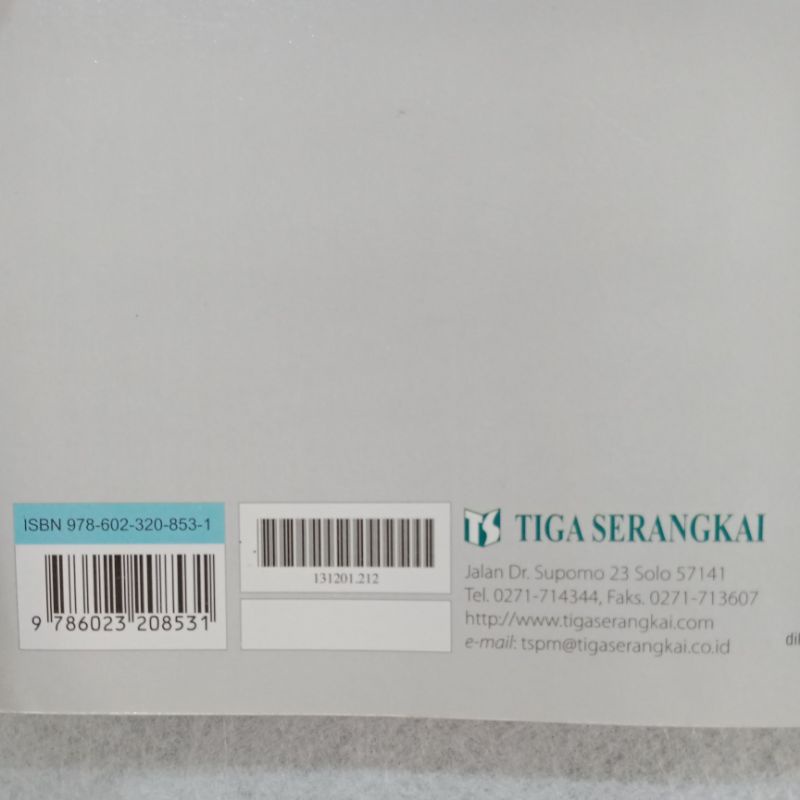 ISBN 978-602-320-853-1
9 786023 208531
131201.212
TS TIGA SERANGKAI
Jalan Dr. Supomo 23 Solo 57141
Tel. 0271-714344, Faks. 0271-713607
http://www.tigaserangkai.com
e-mail: tspm@tigaserangkai.co.id